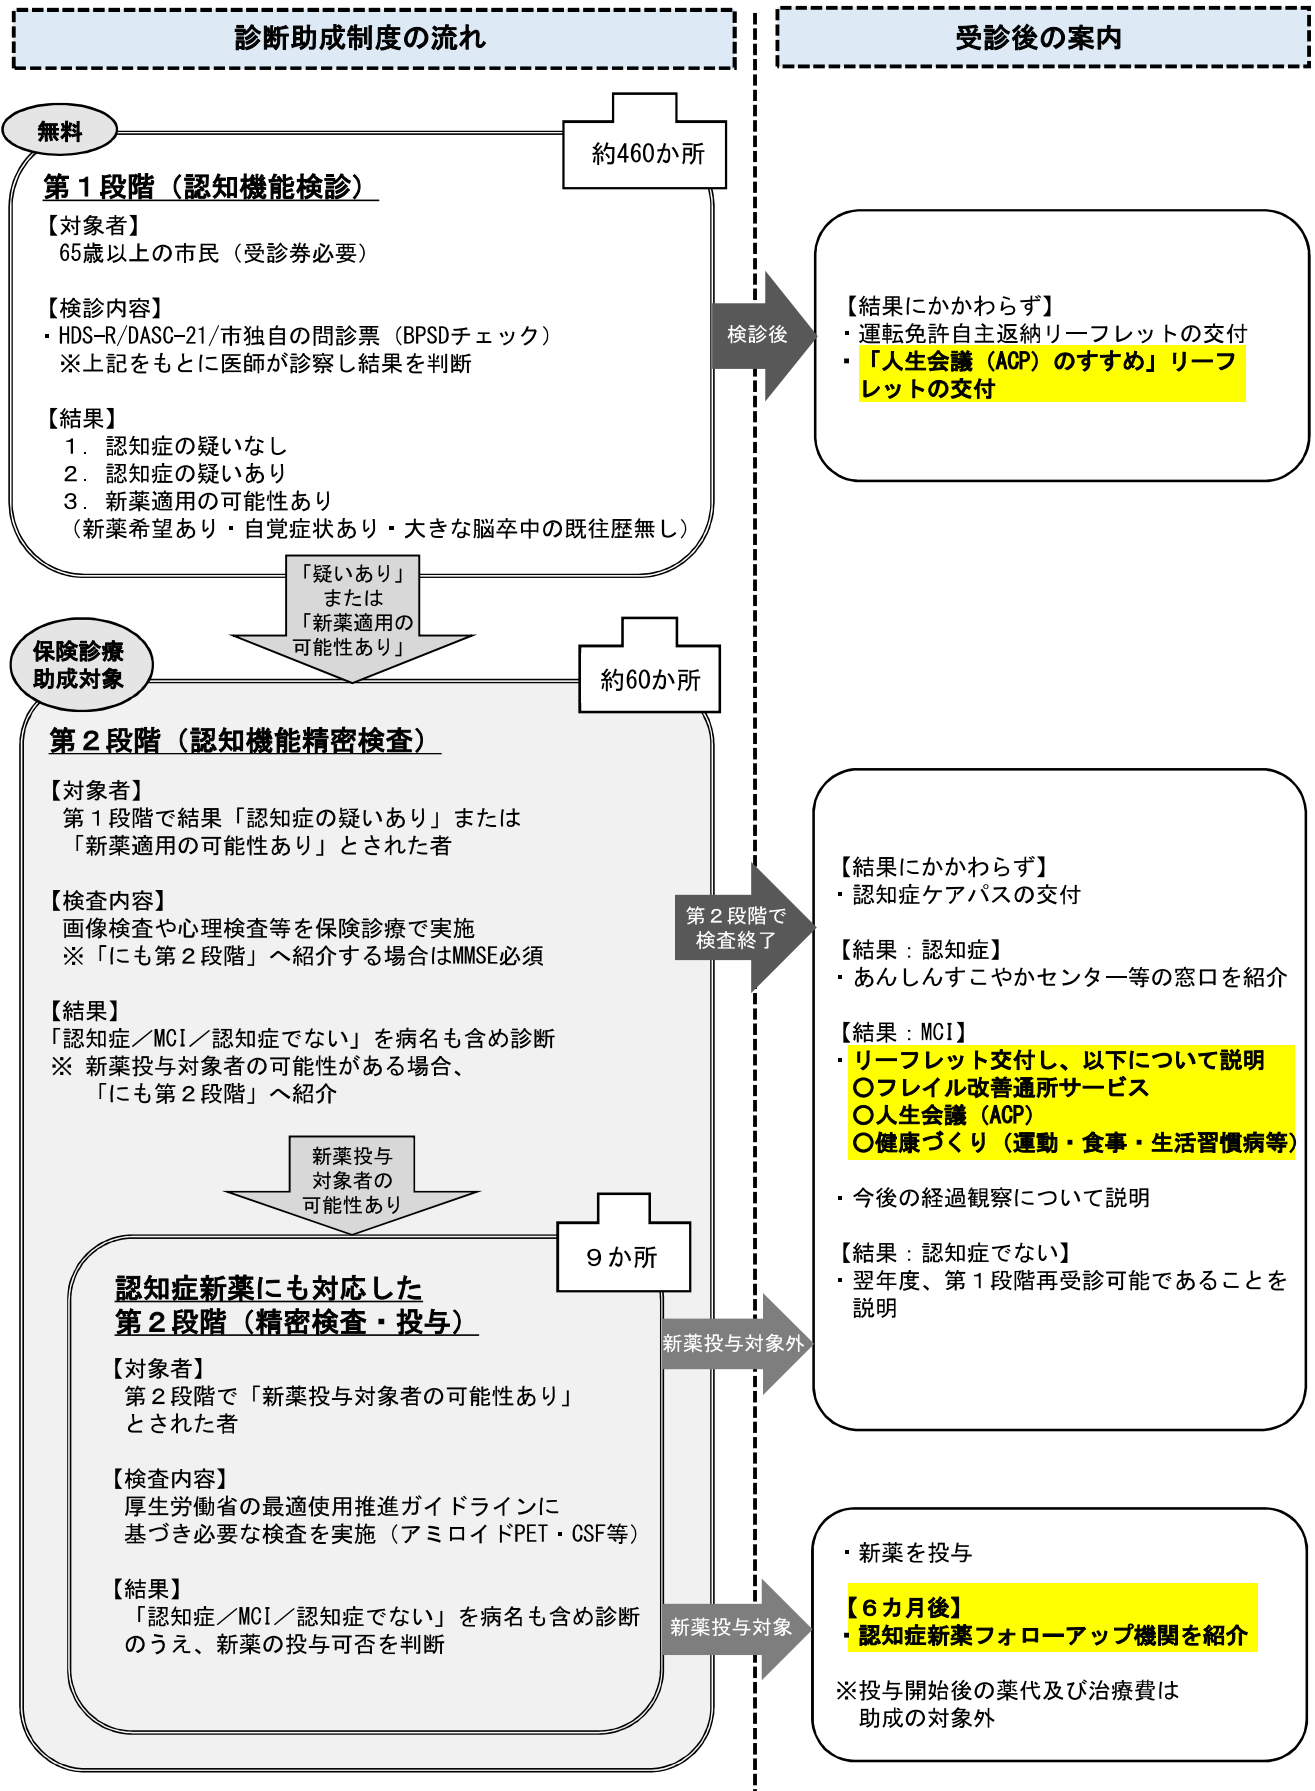 診断助成制度の流れ
無料
約460か所
第1段階（認知機能検診）
【対象者】
65歳以上の市民（受診券必要）
【検診内容】
・HDS-R/DASC-21/市独自の問診票（BPSDチェック）
※上記をもとに医師が診察し結果を判断
【結果】
１．認知症の疑いなし
２．認知症の疑いあり
３．新薬適用の可能性あり
（新薬希望あり・自覚症状あり・大きな脳卒中の既往歴無し）
「疑いあり」
または
「新薬適用の
可能性あり」
保険診療
助成対象
約60か所
第２段階（認知機能精密検査）
【対象者】
第１段階で結果「認知症の疑いあり」または
「新薬適用の可能性あり」とされた者
【検査内容】
画像検査や心理検査等を保険診療で実施
※「にも第２段階」へ紹介する場合はMMSE必須
【結果】
「認知症／MCI／認知症でない」を病名も含め診断
※ 新薬投与対象者の可能性がある場合、
「にも第２段階」へ紹介
新薬投与
対象者の
可能性あり
９か所
認知症新薬にも対応した
第２段階（精密検査・投与）
【対象者】
第２段階で「新薬投与対象者の可能性あり」
とされた者
【検査内容】
厚生労働省の最適使用推進ガイドラインに
基づき必要な検査を実施（アミロイドPET・CSF等）
【結果】
「認知症／MCI／認知症でない」を病名も含め診断
のうえ、新薬の投与可否を判断
受診後の案内
検診後
【結果にかかわらず】
・運転免許自主返納リーフレットの交付
・「人生会議（ACP）のすすめ」リーフ
レットの交付
第２段階で
検査終了
【結果にかかわらず】
・認知症ケアパスの交付
【結果：認知症】
・あんしんすこやかセンター等の窓口を紹介
【結果：MCI】
・リーフレット交付し、以下について説明
〇フレイル改善通所サービス
〇人生会議（ACP）
〇健康づくり（運動・食事・生活習慣病等）
・今後の経過観察について説明
【結果：認知症でない】
・翌年度、第１段階再受診可能であることを
説明
新薬投与対象外
新薬投与対象
・新薬を投与
【６カ月後】
・認知症新薬フォローアップ機関を紹介
※投与開始後の薬代及び治療費は
助成の対象外